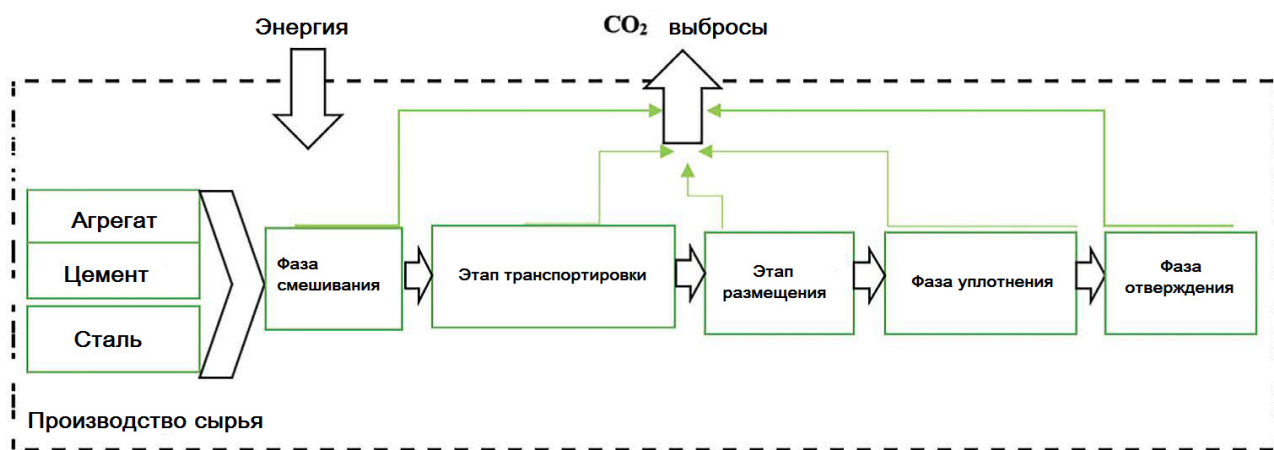 Энергия
CO₂ выбросы
Агрегат
Цемент
Сталь
Фаза
смешивания
Этап транспортировки
Этап
размещения
Фаза уплотнения
Фаза
отверждения
Производство сырья